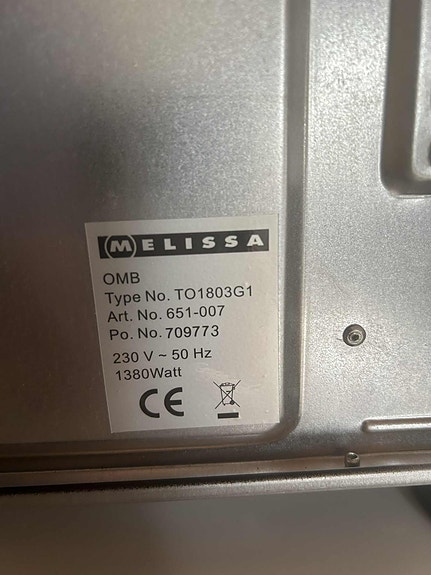 MELISSA
OMB
Type No. TO1803G1
Art. No. 651-007
Po. No. 709773
230 V ~ 50 Hz
1380Watt
CE